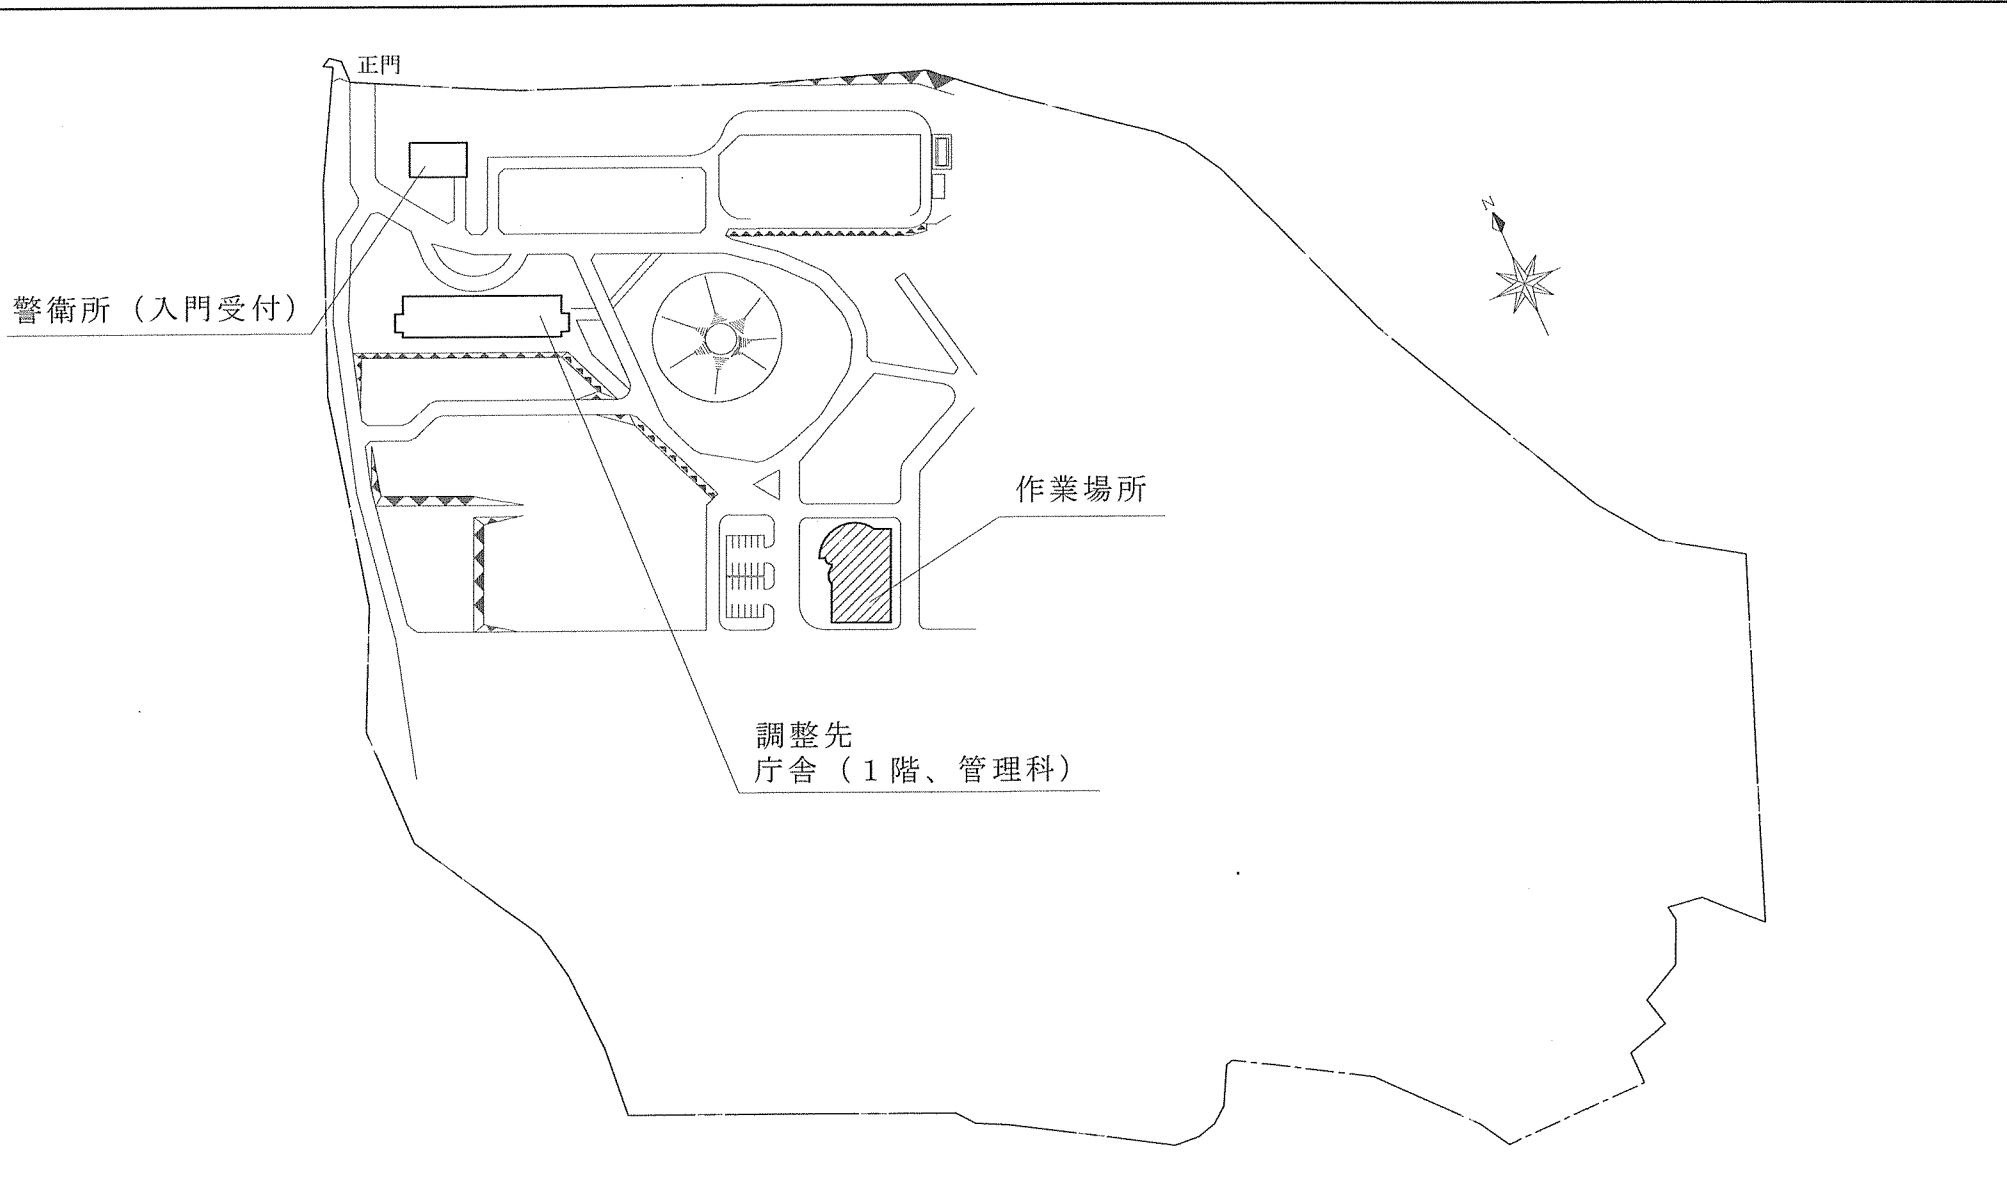 正門
N
警衛所（入門受付）
作業場所
調整先
庁舎（１階、管理科）